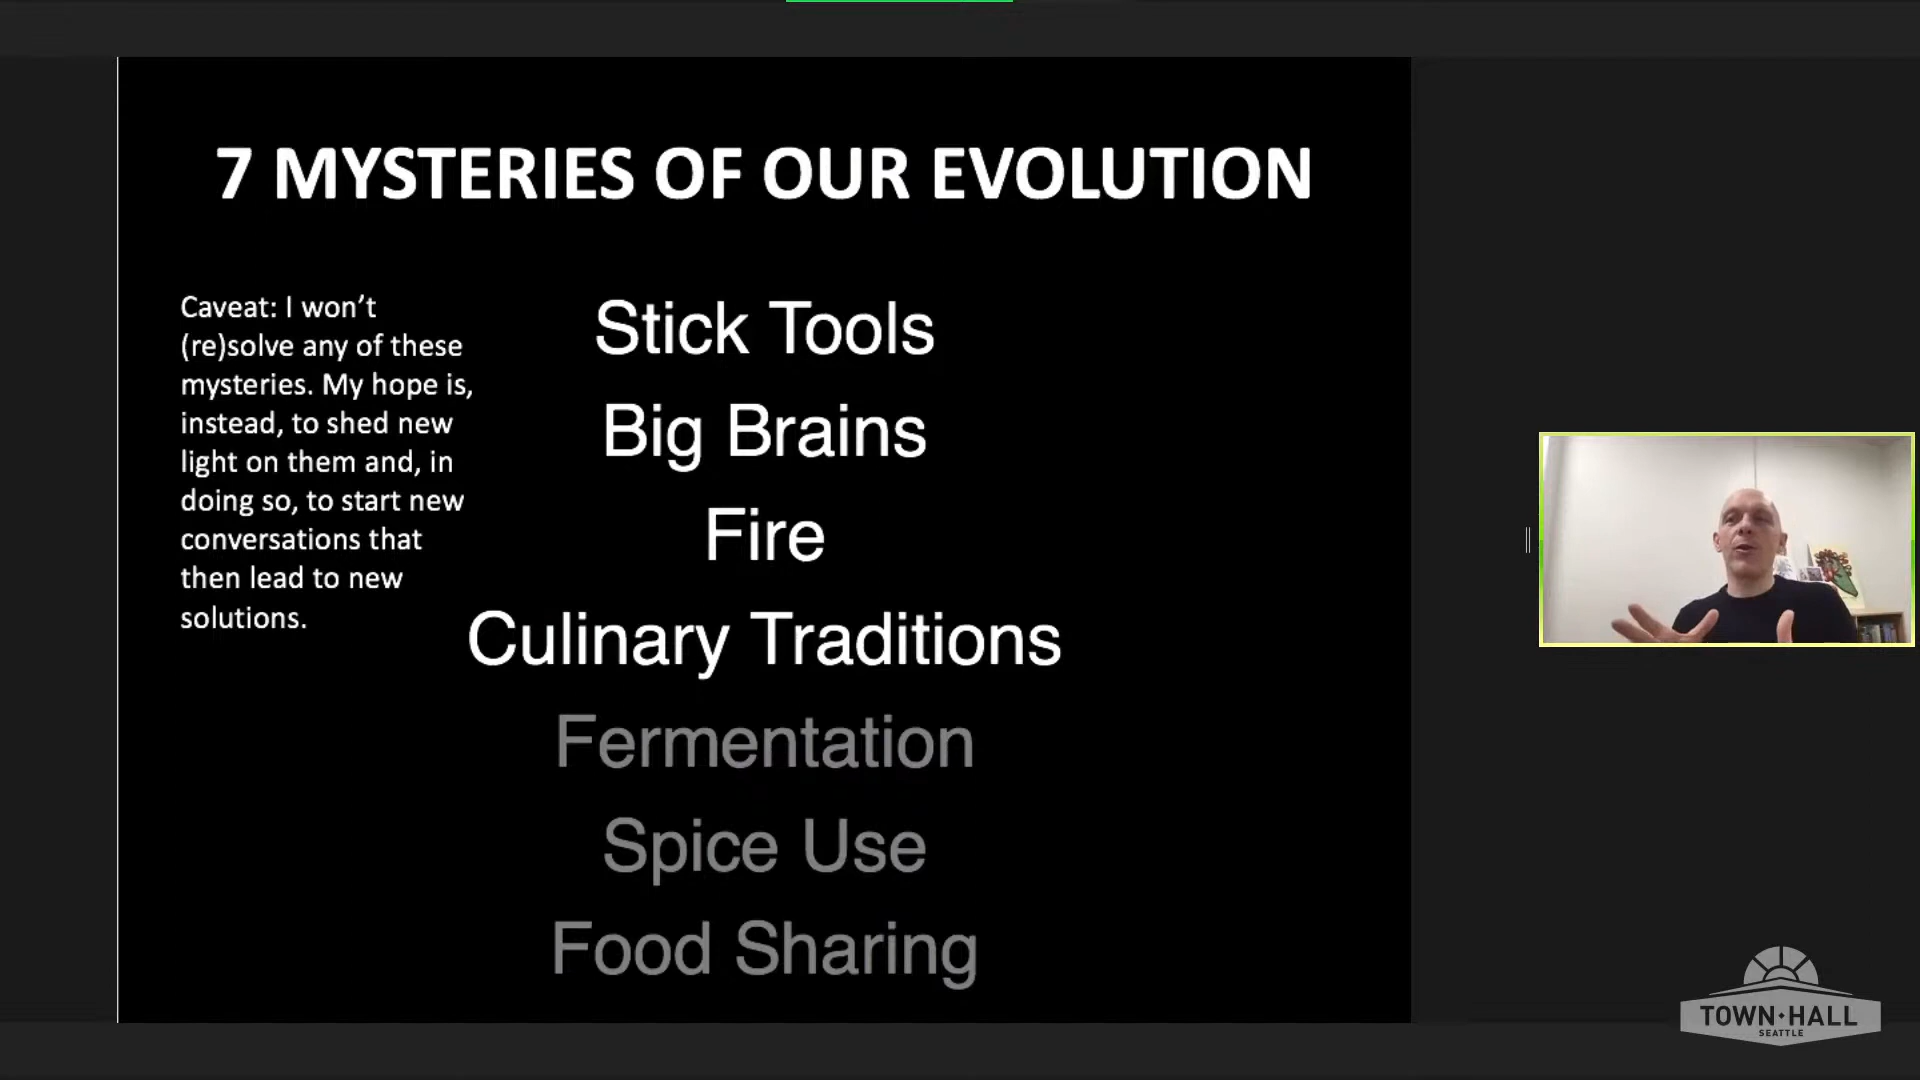 7 MYSTERIES OF OUR EVOLUTION
Caveat: I won’t
(re)solve any of these
mysteries. My hope is,
instead, to shed new
light on them and, in
doing so, to start new
conversations that
then lead to new
solutions.
Stick Tools
Big Brains
Fire
Culinary Traditions
Fermentation
Spice Use
Food Sharing
TOWN·HALL
SEATTLE